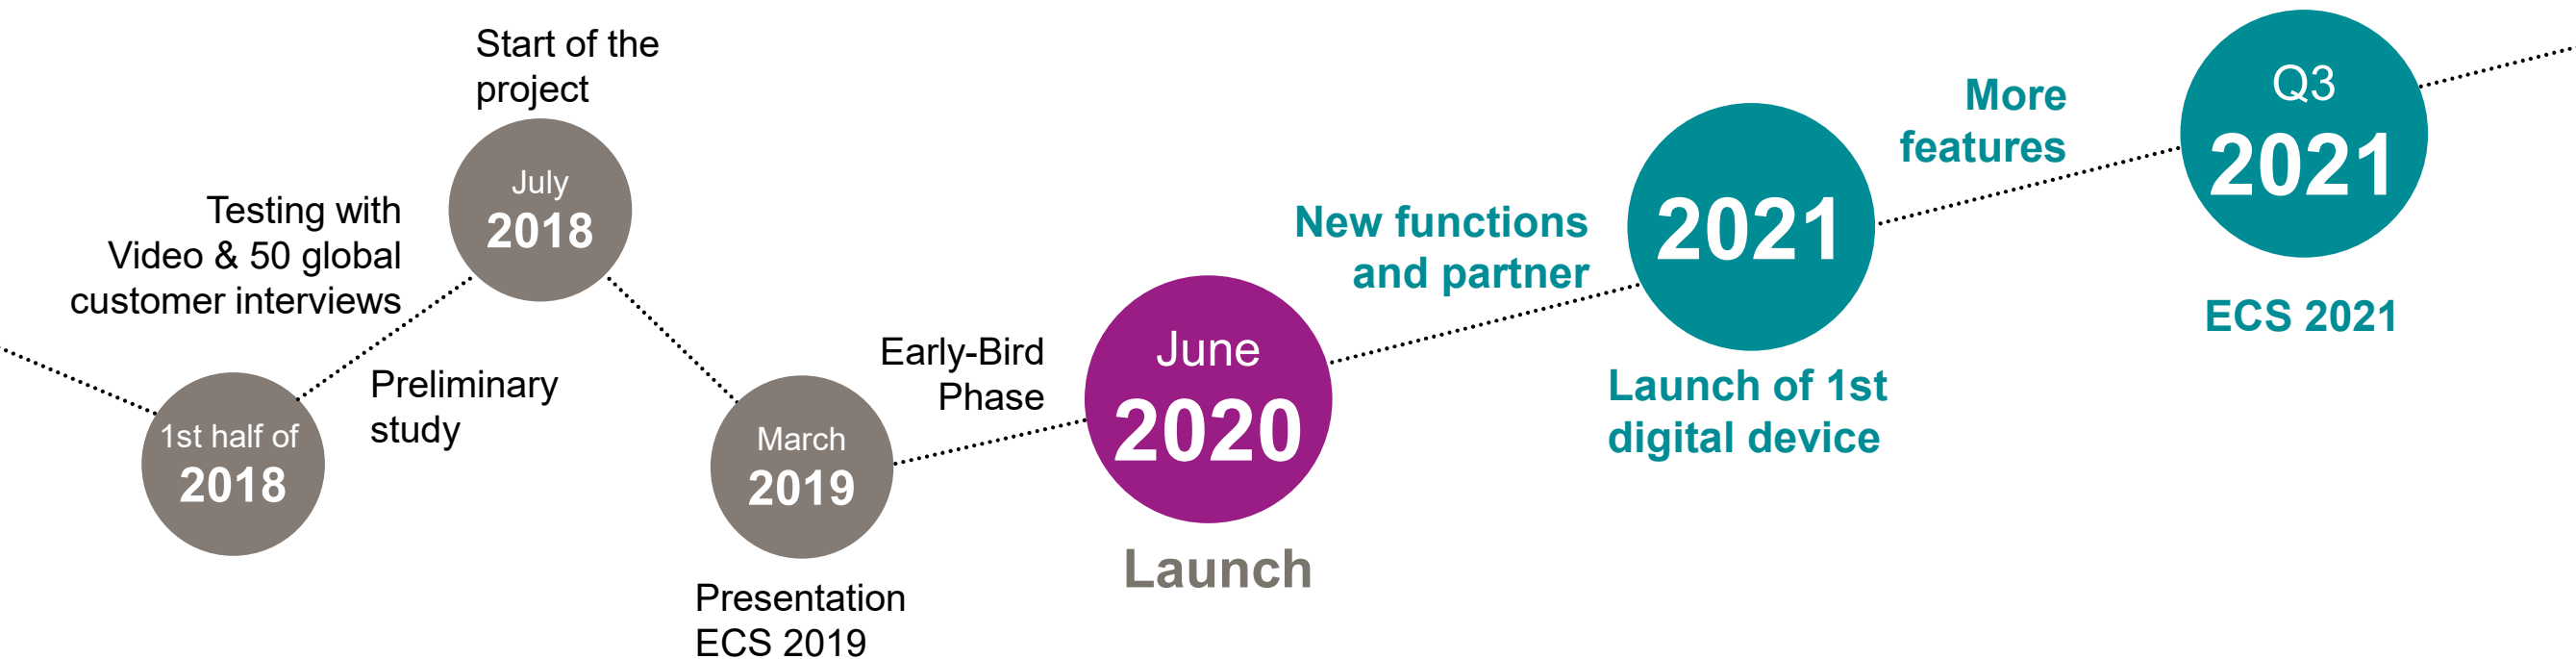 Testing with
Video & 50 global
customer interviews
1st half of
2018
Preliminary
study
Start of the
project
July
2018
March
2019
Presentation
ECS 2019
Early-Bird
Phase
June
2020
Launch
New functions
and partner
2021
Launch of 1st
digital device
More
features
Q3
2021
ECS 2021